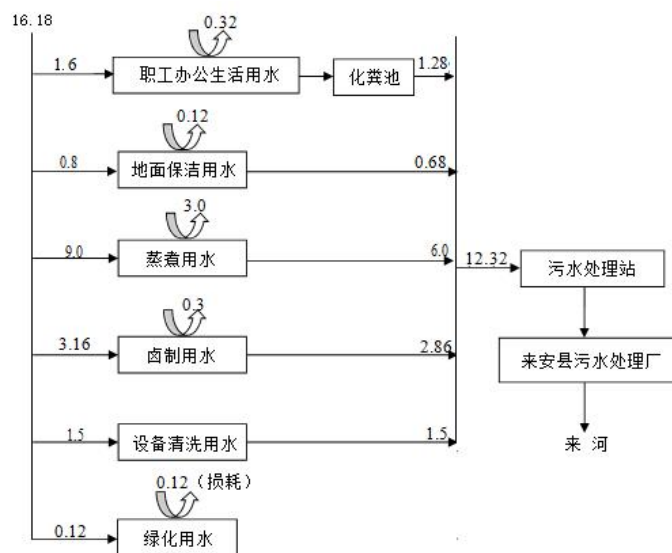 16.18
0.32
1.6 职工办公生活用水 化粪池 1.28
0.12
0.8 地面保洁用水 0.68
3.0
9.0 蒸煮用水 6.0
12.32 污水处理站
0.3
3.16 卤制用水 2.86
来安县污水处理厂
1.5 设备清洗用水 1.5
来 河
0.12（损耗）
0.12 绿化用水